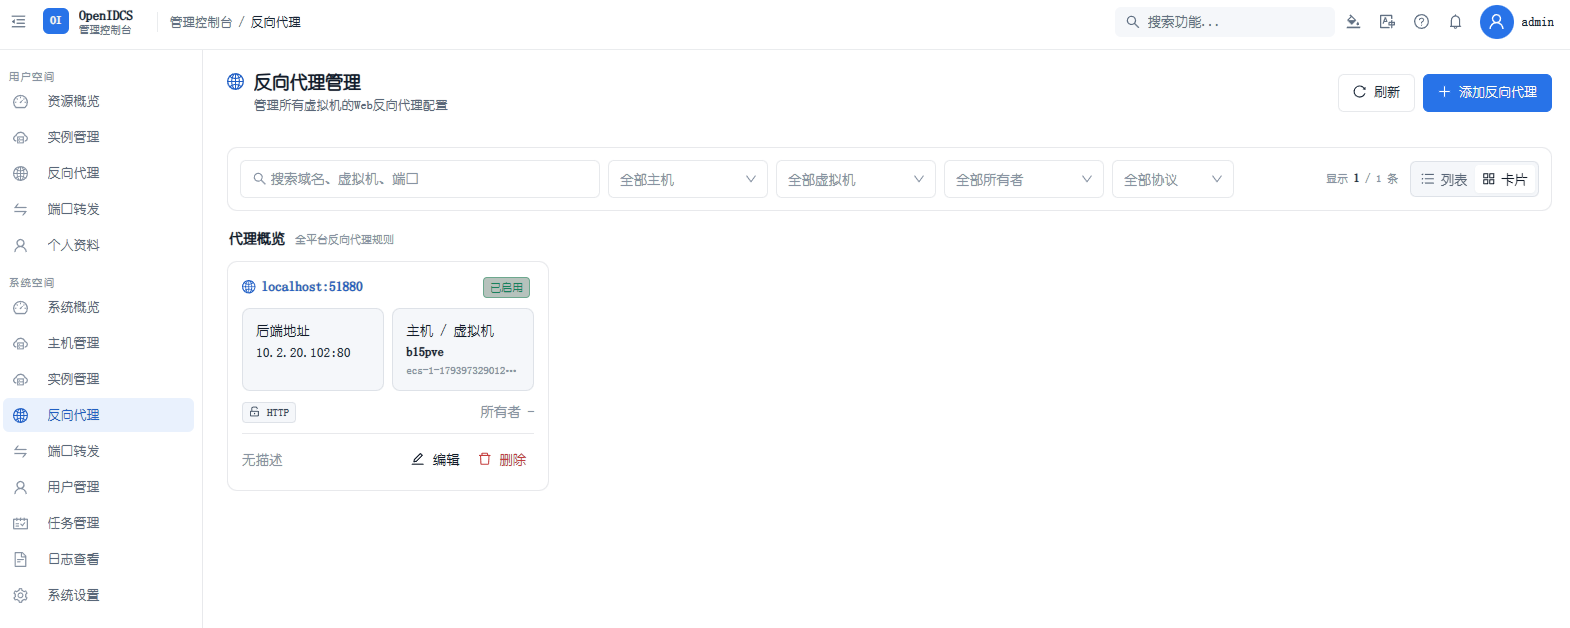 OI
OpenIDCS
管理控制台
管理控制台 / 反向代理
搜索功能...
admin
用户空间
资源概览
实例管理
反向代理
端口转发
个人资料
系统空间
系统概览
主机管理
实例管理
反向代理
端口转发
用户管理
任务管理
日志查看
系统设置
反向代理管理
管理所有虚拟机的Web反向代理配置
刷新
添加反向代理
搜索域名、虚拟机、端口
全部主机
全部虚拟机
全部所有者
全部协议
显示 1 / 1 条
列表
卡片
代理概览 全平台反向代理规则
localhost:51880
已启用
后端地址
10.2.20.102:80
主机 / 虚拟机
b15pve
ecs-1-179397329012…
HTTP
所有者 -
无描述
编辑
删除